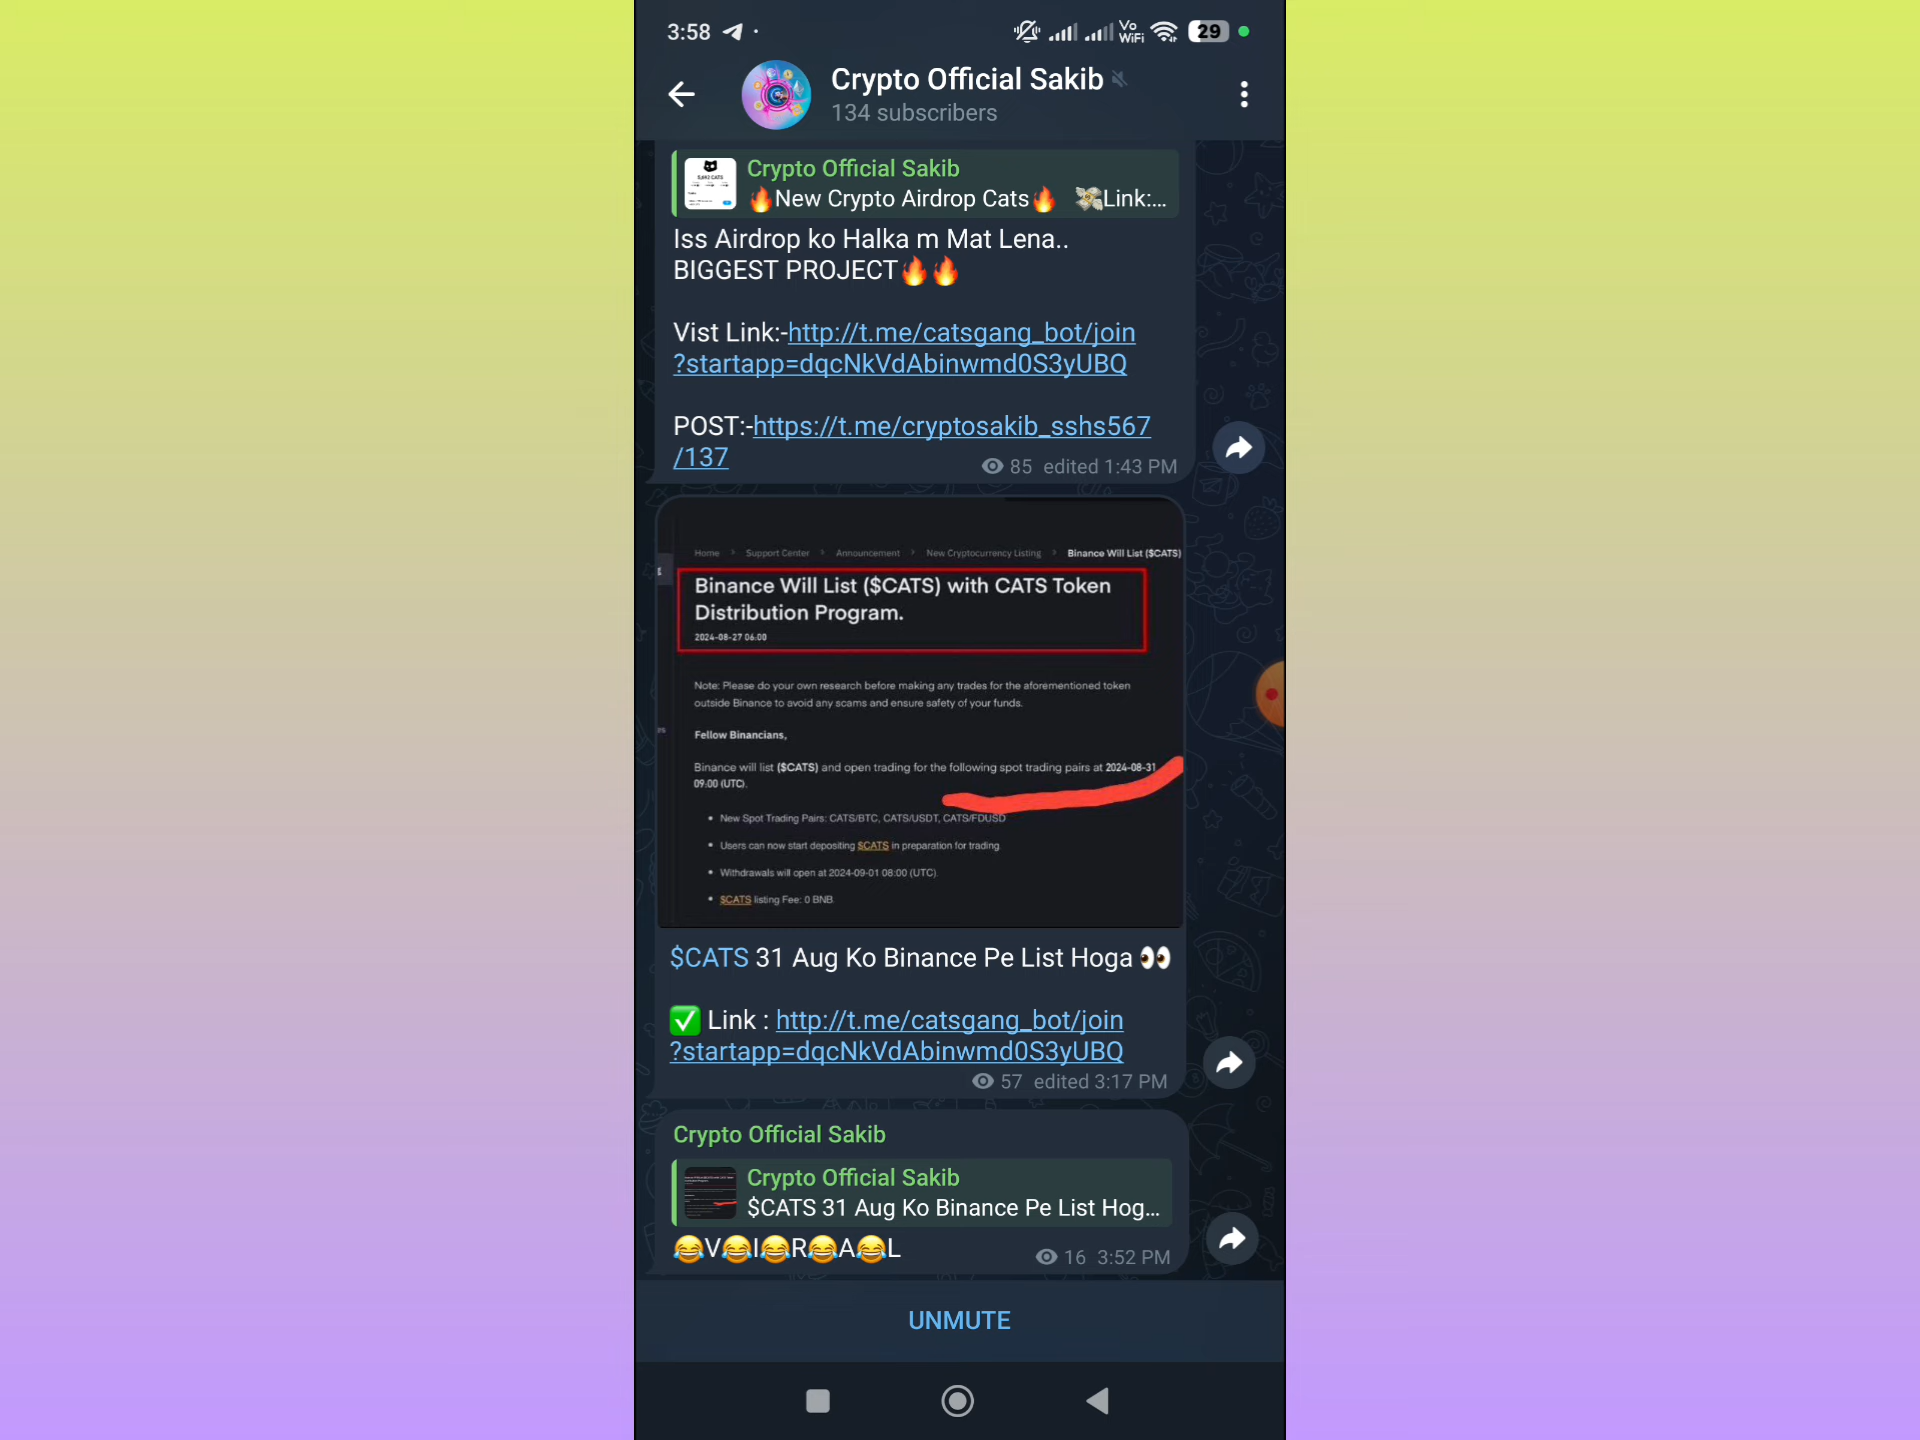 3:58
Vo
WiFi
29
Crypto Official Sakib
134 subscribers
5,642 CATS
Crypto Official Sakib
🔥New Crypto Airdrop Cats🔥 💸Link:...
Iss Airdrop ko Halka m Mat Lena..
BIGGEST PROJECT🔥🔥
Vist Link:-http://t.me/catsgang_bot/join
?startapp=dqcNkVdAbinwmd0S3yUBQ
POST:-https://t.me/cryptosakib_sshs567
/137
85 edited 1:43 PM
Home > Support Center > Announcement > New Cryptocurrency Listing > Binance Will List ($CATS)
Binance Will List ($CATS) with CATS Token
Distribution Program.
2024-08-27 06:00
Note: Please do your own research before making any trades for the aforementioned token
outside Binance to avoid any scams and ensure safety of your funds.
Fellow Binancians,
Binance will list ($CATS) and open trading for the following spot trading pairs at 2024-08-31
09:00 (UTC).
• New Spot Trading Pairs: CATS/BTC, CATS/USDT, CATS/FDUSD
• Users can now start depositing $CATS in preparation for trading.
• Withdrawals will open at 2024-09-01 08:00 (UTC).
• $CATS listing Fee: 0 BNB.
$CATS 31 Aug Ko Binance Pe List Hoga 👀
✅ Link : http://t.me/catsgang_bot/join
?startapp=dqcNkVdAbinwmd0S3yUBQ
57 edited 3:17 PM
Crypto Official Sakib
Crypto Official Sakib
$CATS 31 Aug Ko Binance Pe List Hog...
😂V😂I😂R😂A😂L
16 3:52 PM
UNMUTE